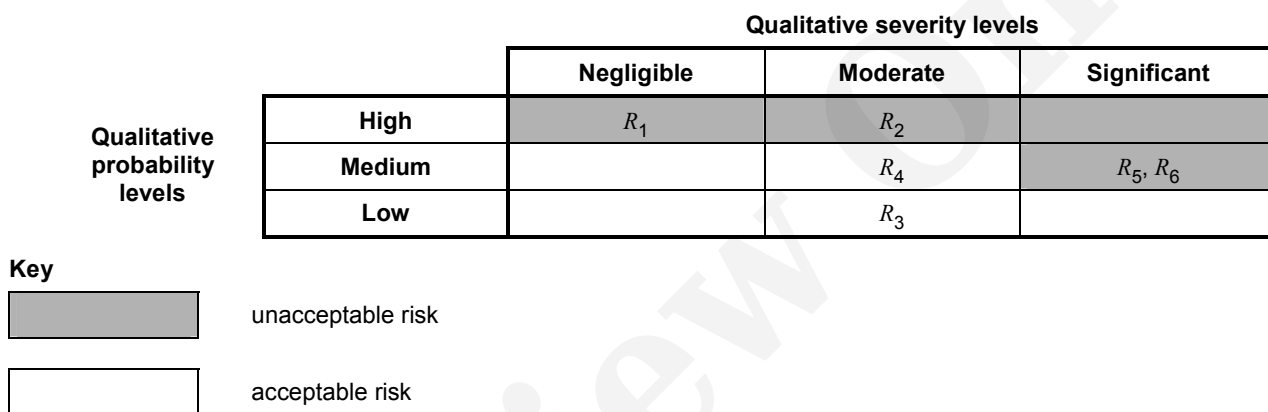 Qualitative severity levels
Negligible Moderate Significant
Qualitative probability levels
High R1 R2
Medium R4 R5, R6
Low R3
Key
unacceptable risk
acceptable risk